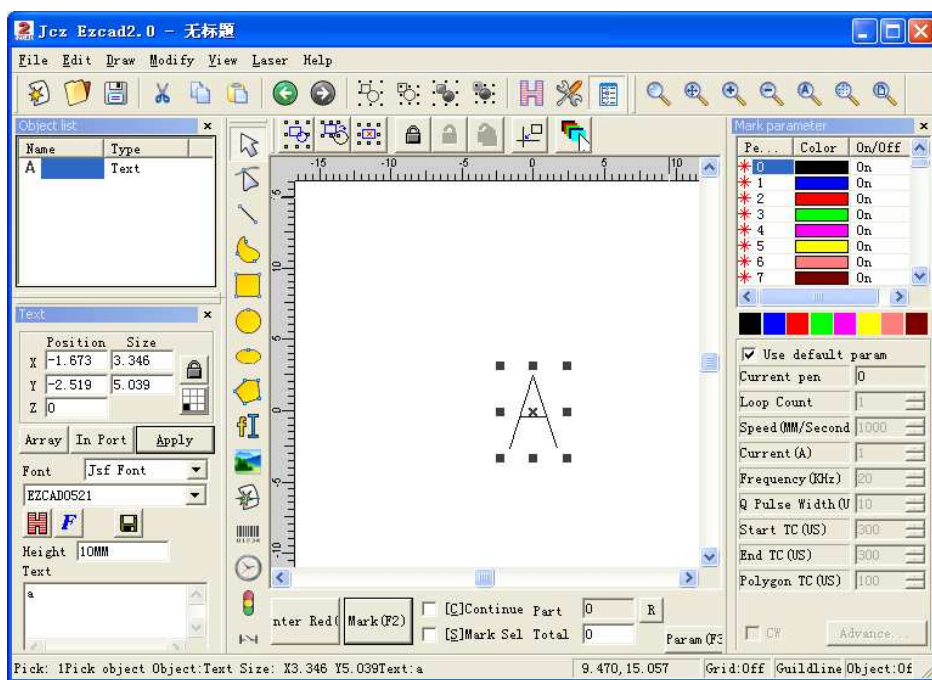 Jcz Ezcad2.0 - 无标题
File Edit Draw Modify View Laser Help
Object list
Name Type
A Text
-15 -10 -5 0 5 10
Mark parameter
Pe... Color On/Off
0 On
1 On
2 On
3 On
4 On
5 On
6 On
7 On
Text
Position Size
X -1.673 3.346
Y -2.519 5.039
Z 0
Array In Port Apply
Font Jsf Font
EZCAD0521
Height 10MM
Text
a
5
0
5
0
-5
-10
A
Use default param
Current pen 0
Loop Count 1
Speed(MM/Second 1000
Current(A) 1
Frequency(KHz) 20
Q Pulse Width(U 10
Start TC(US) 300
End TC(US) 300
Polygon TC(US) 100
CW Advance...
nter Red( Mark(F2) [C]Continue Part 0 R
[S]Mark Sel Total 0 Param(F3
Pick: 1Pick object Object:Text Size: X3.346 Y5.039Text:a 9.470,15.057 Grid:Off Guildline Object:Of